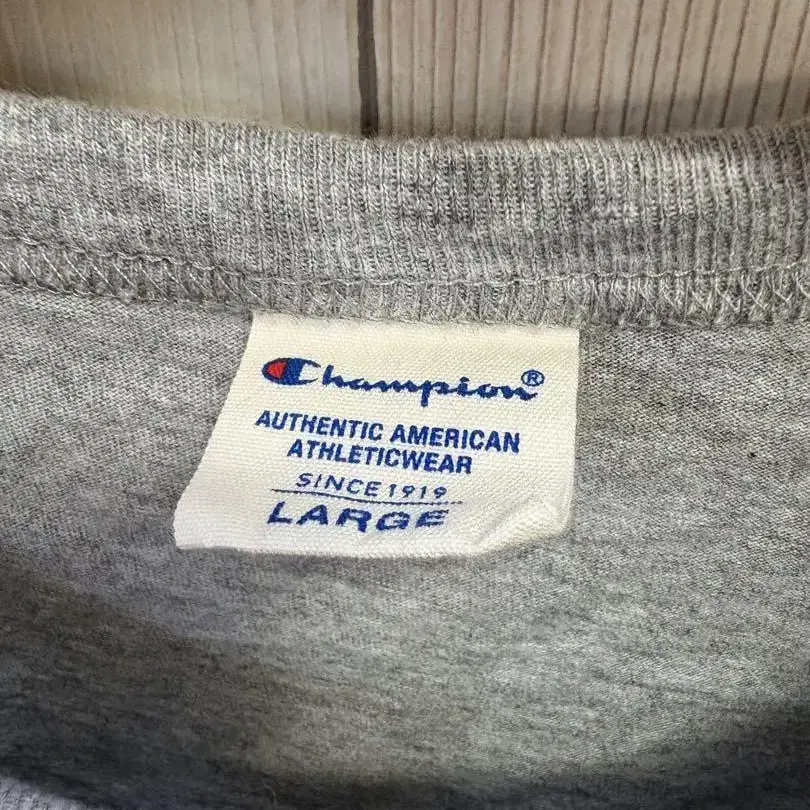 Champion®
AUTHENTIC AMERICAN
ATHLETICWEAR
SINCE 1919
LARGE